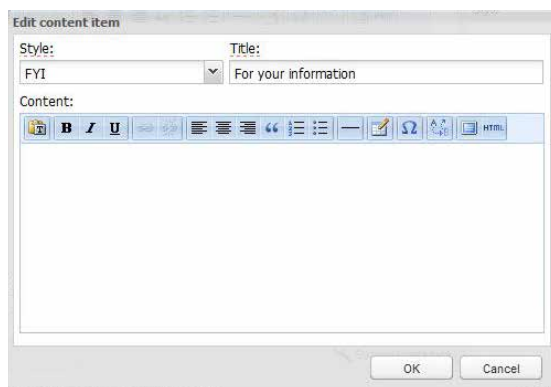 Edit content item
Style: Title:
FYI For your information
Content:
B I U “ Ω HTML
OK Cancel